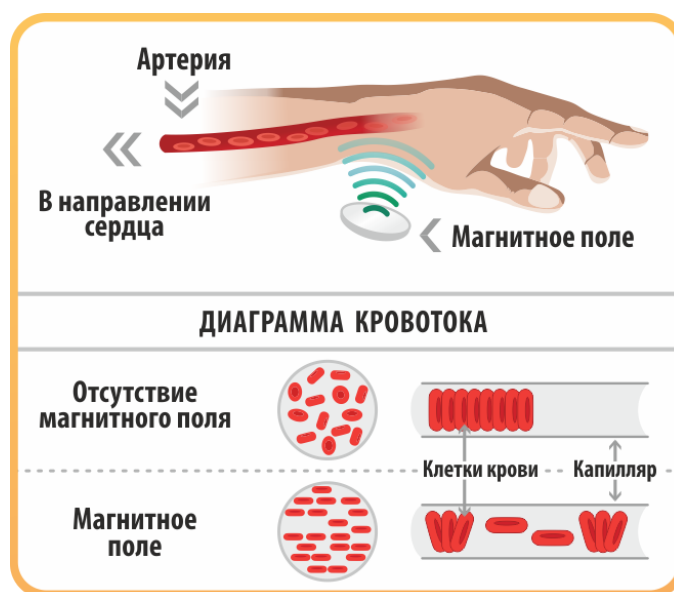 Артерия
В направлении
сердца
Магнитное поле
ДИАГРАММА КРОВОТОКА
Отсутствие
магнитного поля
Клетки крови
Капилляр
Магнитное
поле